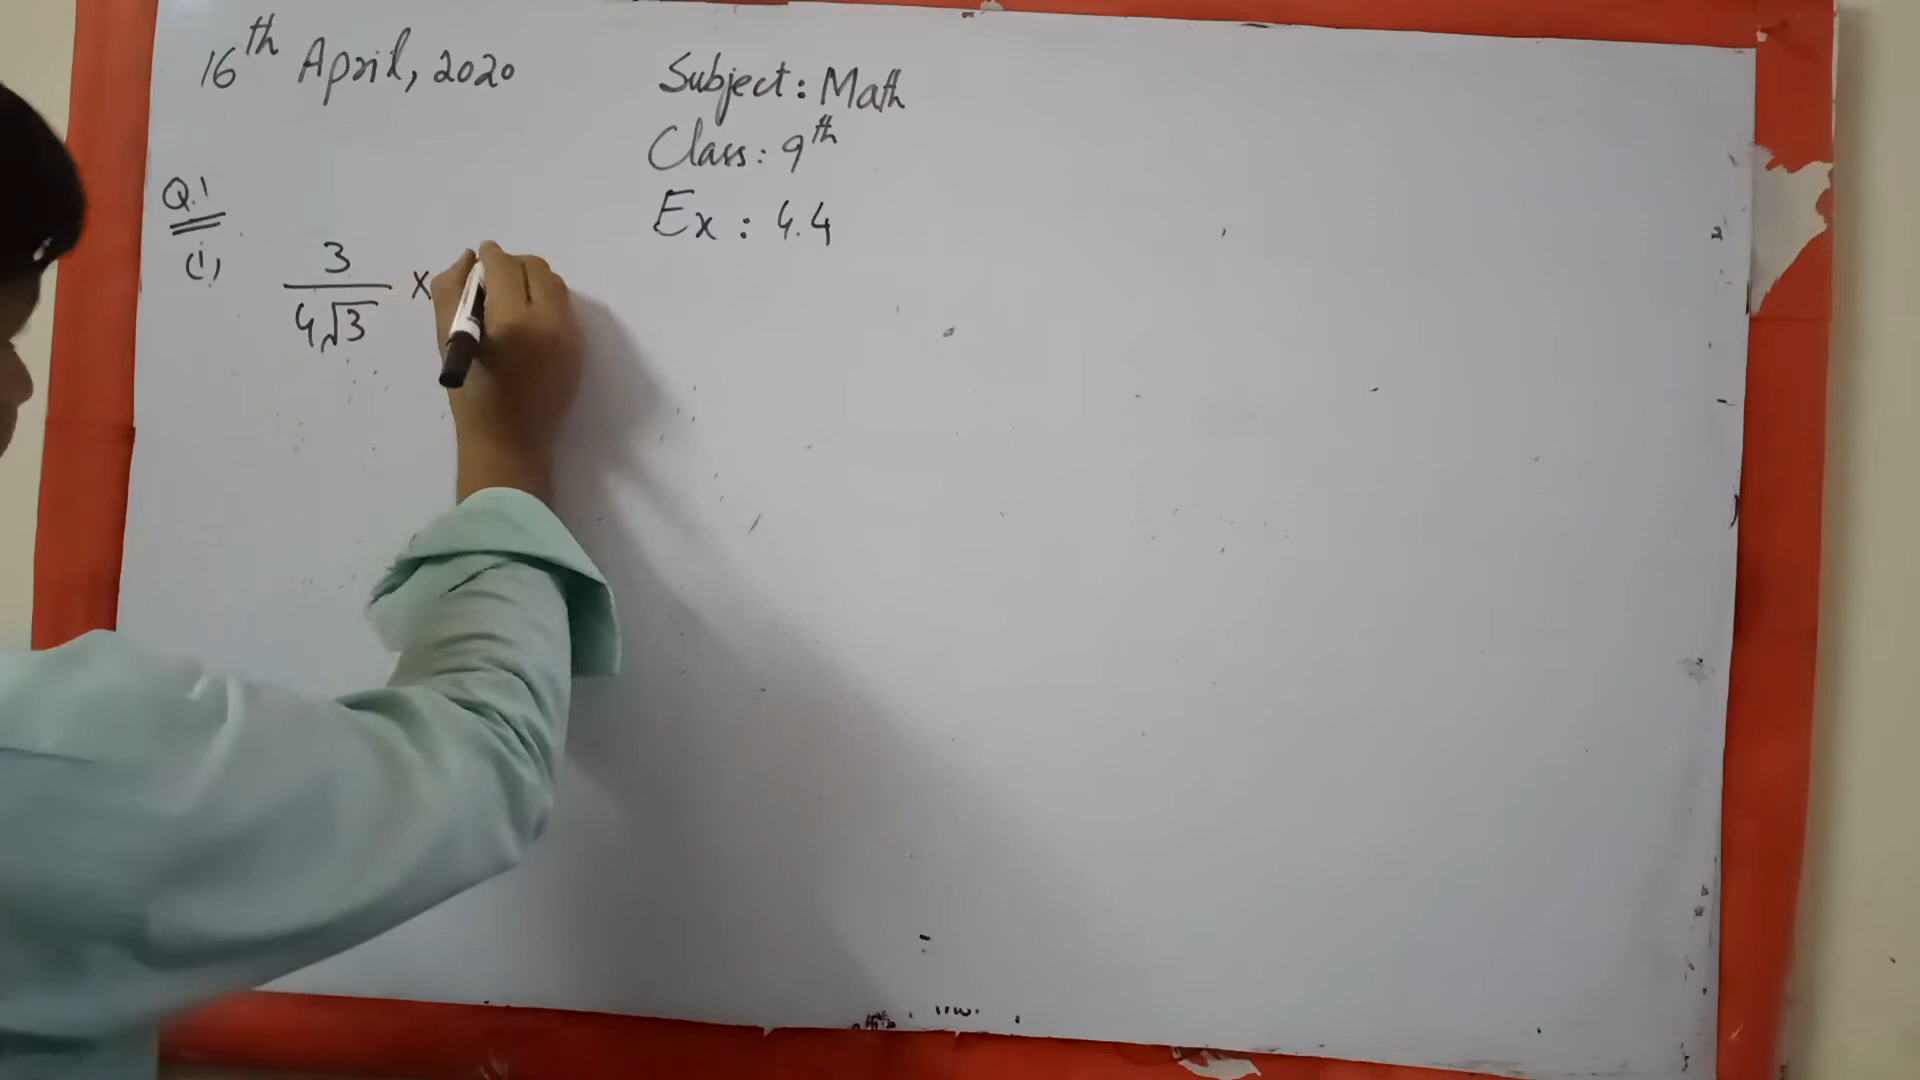 16th April, 2020
Subject: Math
Class: 9th
Ex: 4.4
Q.1
(i)
3
4√3
×